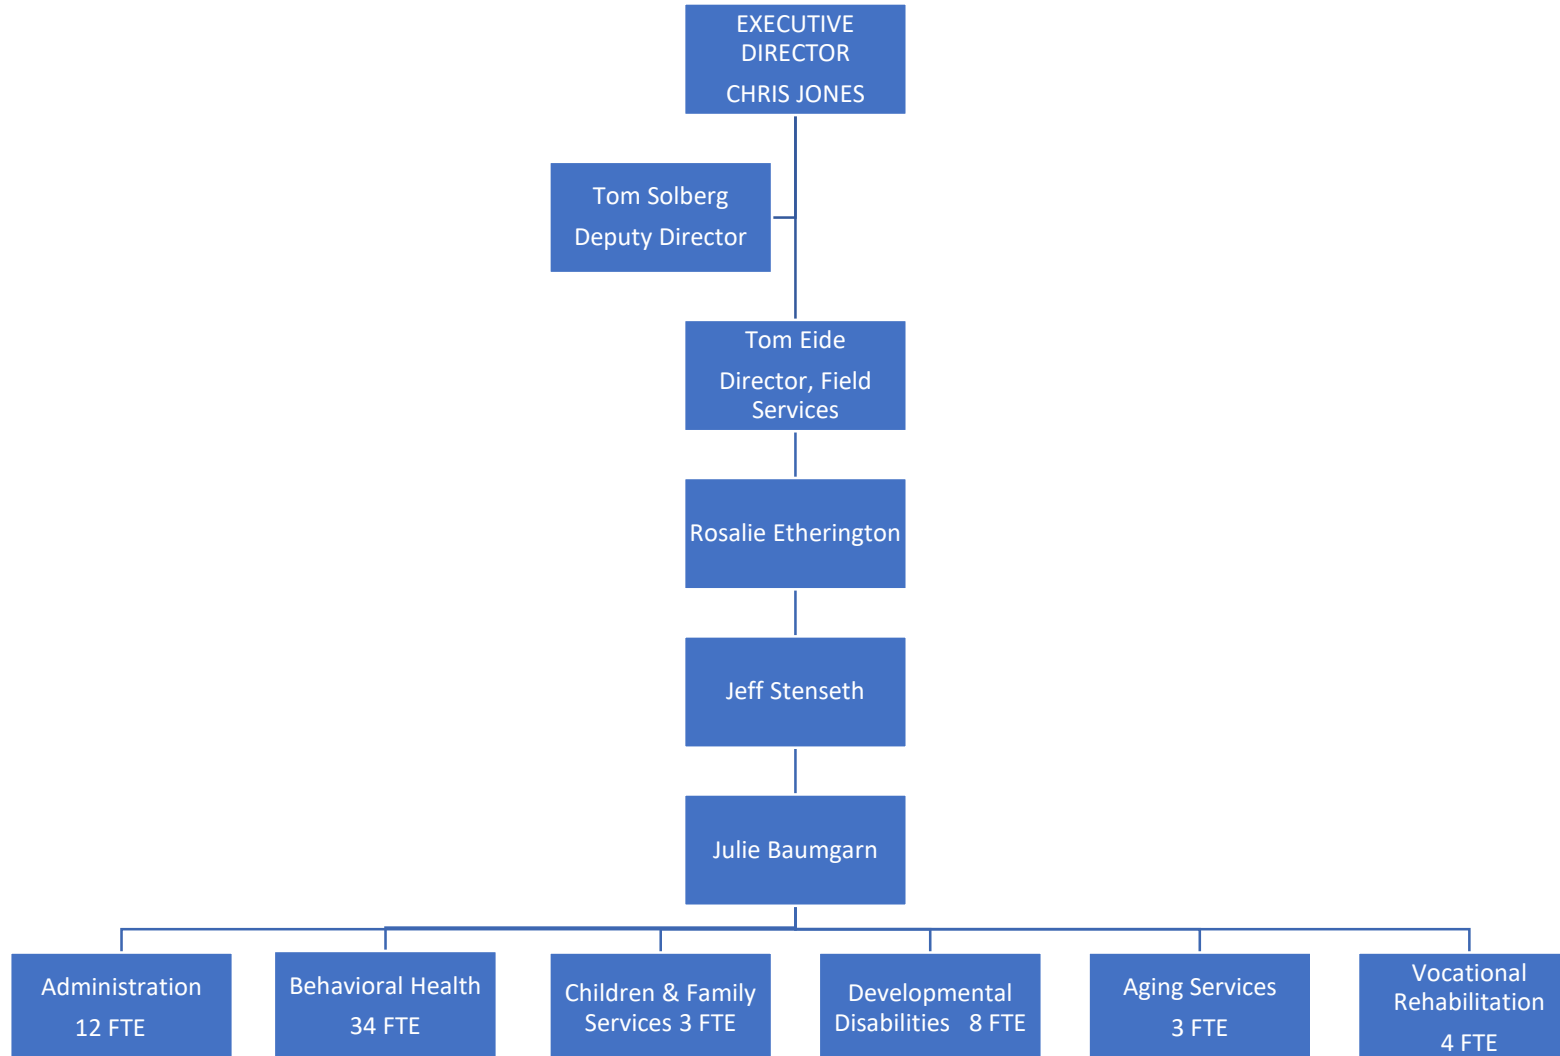 EXECUTIVE
DIRECTOR
CHRIS JONES
Tom Solberg
Deputy Director
Tom Eide
Director, Field
Services
Rosalie Etherington
Jeff Stenseth
Julie Baumgarn
Administration
12 FTE
Behavioral Health
34 FTE
Children & Family
Services 3 FTE
Developmental
Disabilities 8 FTE
Aging Services
3 FTE
Vocational
Rehabilitation
4 FTE